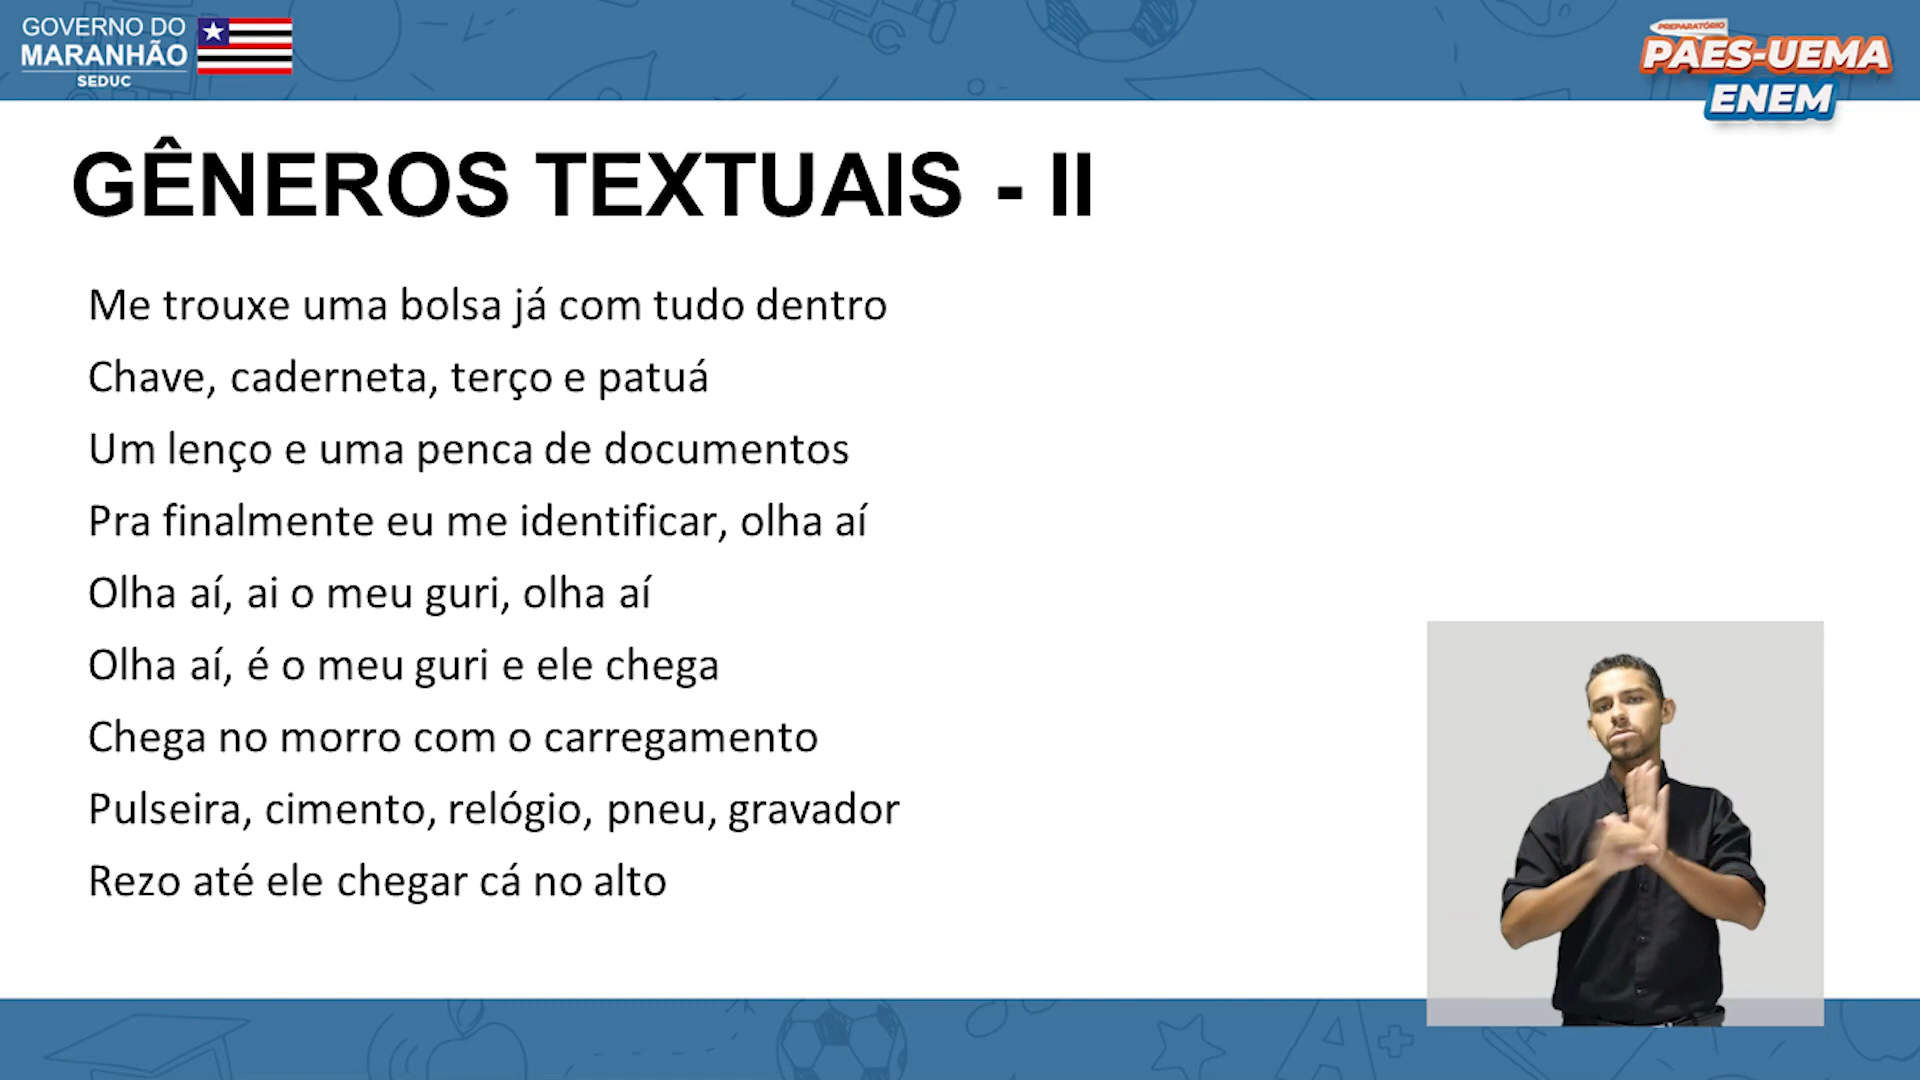 GOVERNO DO
MARANHÃO
SEDUC
PREPARATÓRIO
PAES-UEMA
ENEM
GÊNEROS TEXTUAIS - II
Me trouxe uma bolsa já com tudo dentro
Chave, caderneta, terço e patuá
Um lenço e uma penca de documentos
Pra finalmente eu me identificar, olha aí
Olha aí, ai o meu guri, olha aí
Olha aí, é o meu guri e ele chega
Chega no morro com o carregamento
Pulseira, cimento, relógio, pneu, gravador
Rezo até ele chegar cá no alto